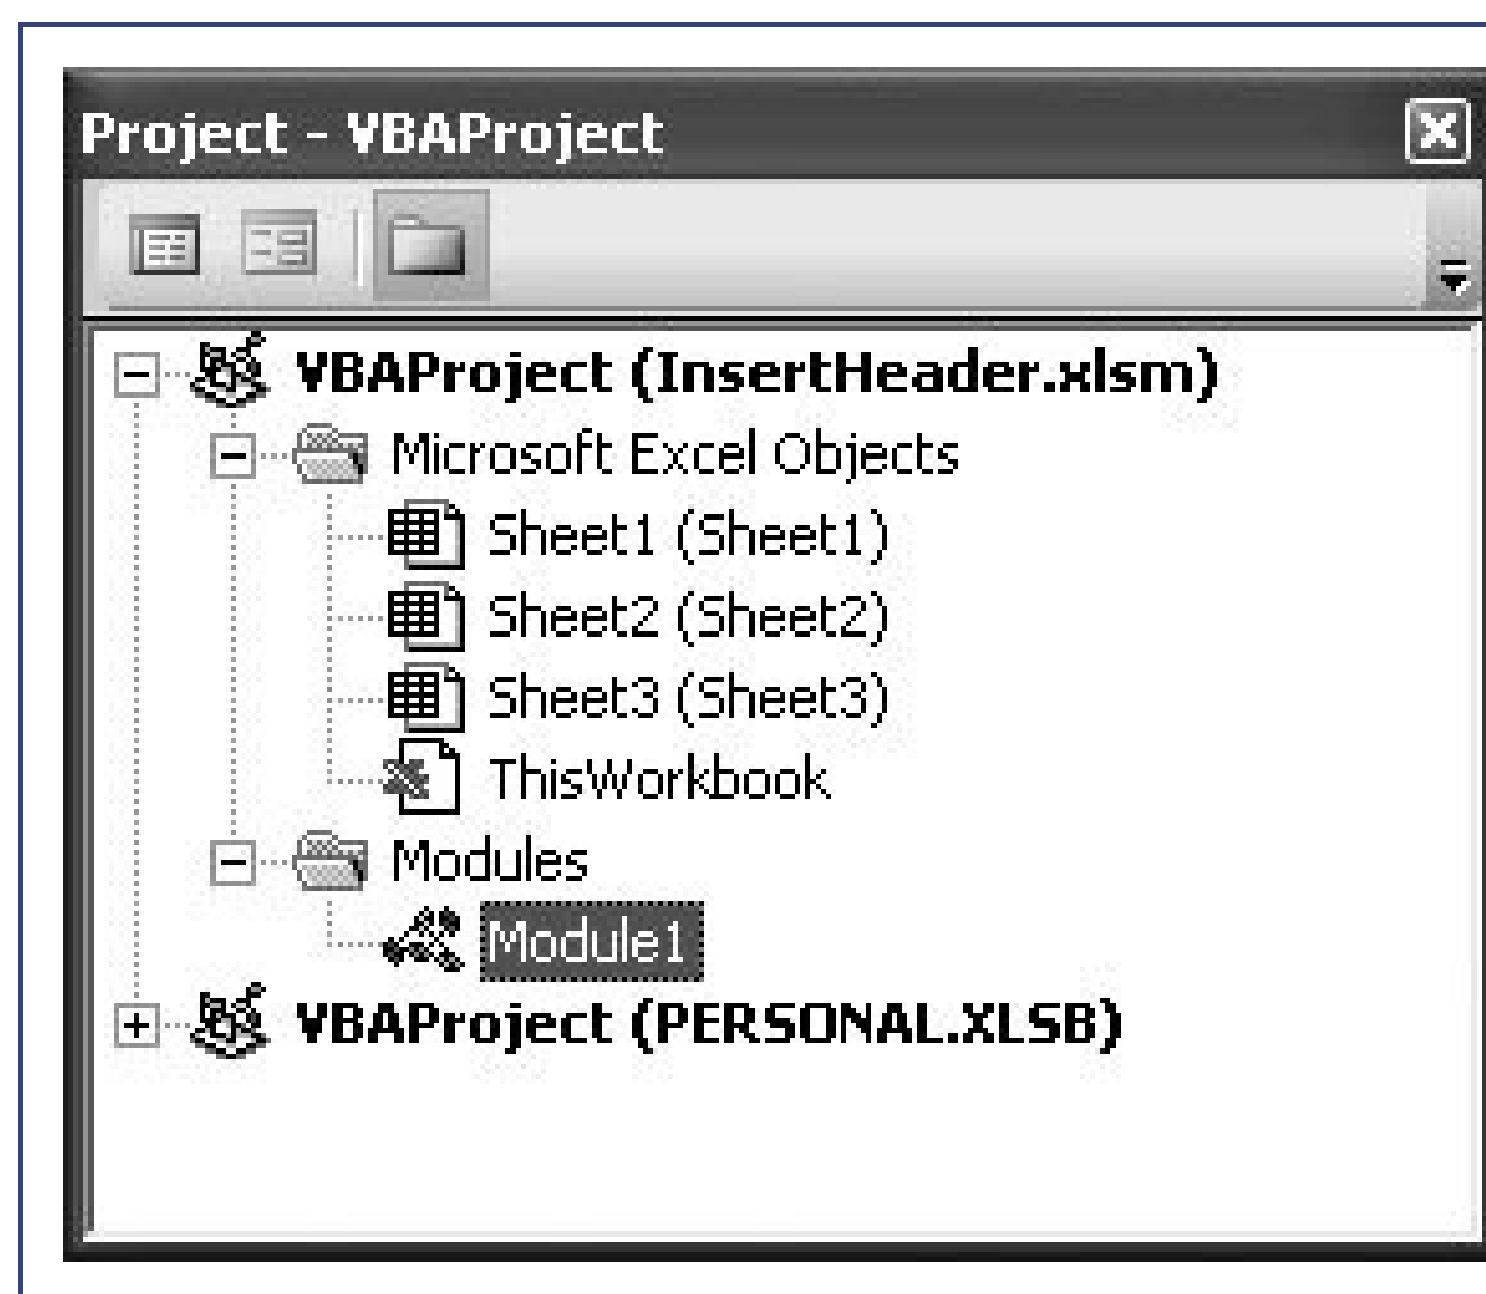 Project - VBAProject
VBAProject (InsertHeader.xlsm)
Microsoft Excel Objects
Sheet1 (Sheet1)
Sheet2 (Sheet2)
Sheet3 (Sheet3)
ThisWorkbook
Modules
Module1
VBAProject (PERSONAL.XLSB)